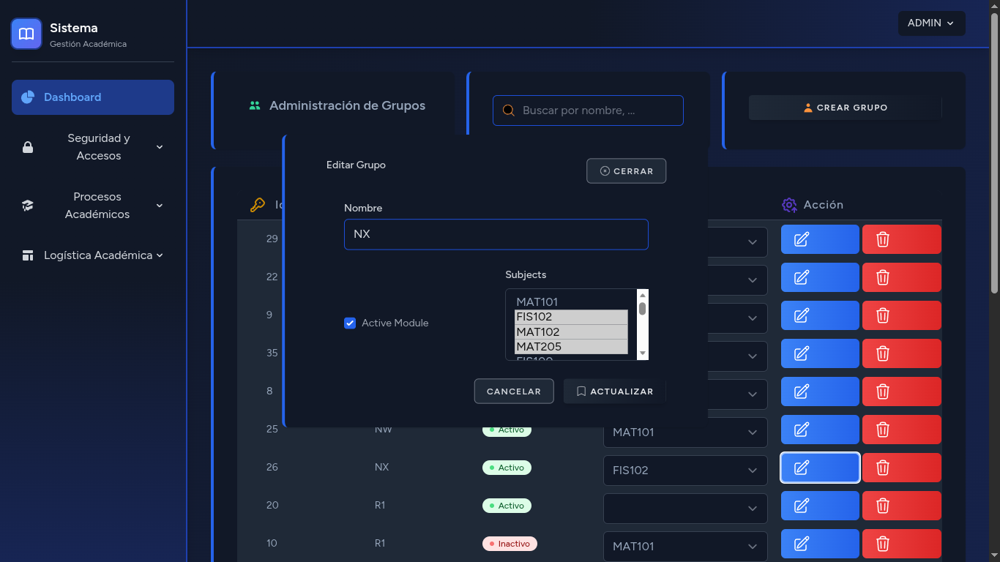 Sistema
Gestión Académica
ADMIN
Dashboard
Seguridad y
Accesos
Procesos
Académicos
Logística Académica
Administración de Grupos
Buscar por nombre, ...
CREAR GRUPO
Editar Grupo
CERRAR
Nombre
NX
Subjects
MAT101
FIS102
MAT102
MAT205
Active Module
CANCELAR
ACTUALIZAR
Acción
29
22
9
35
8
25 NW Activo MAT101
26 NX Activo FIS102
20 R1 Activo
10 R1 Inactivo MAT101